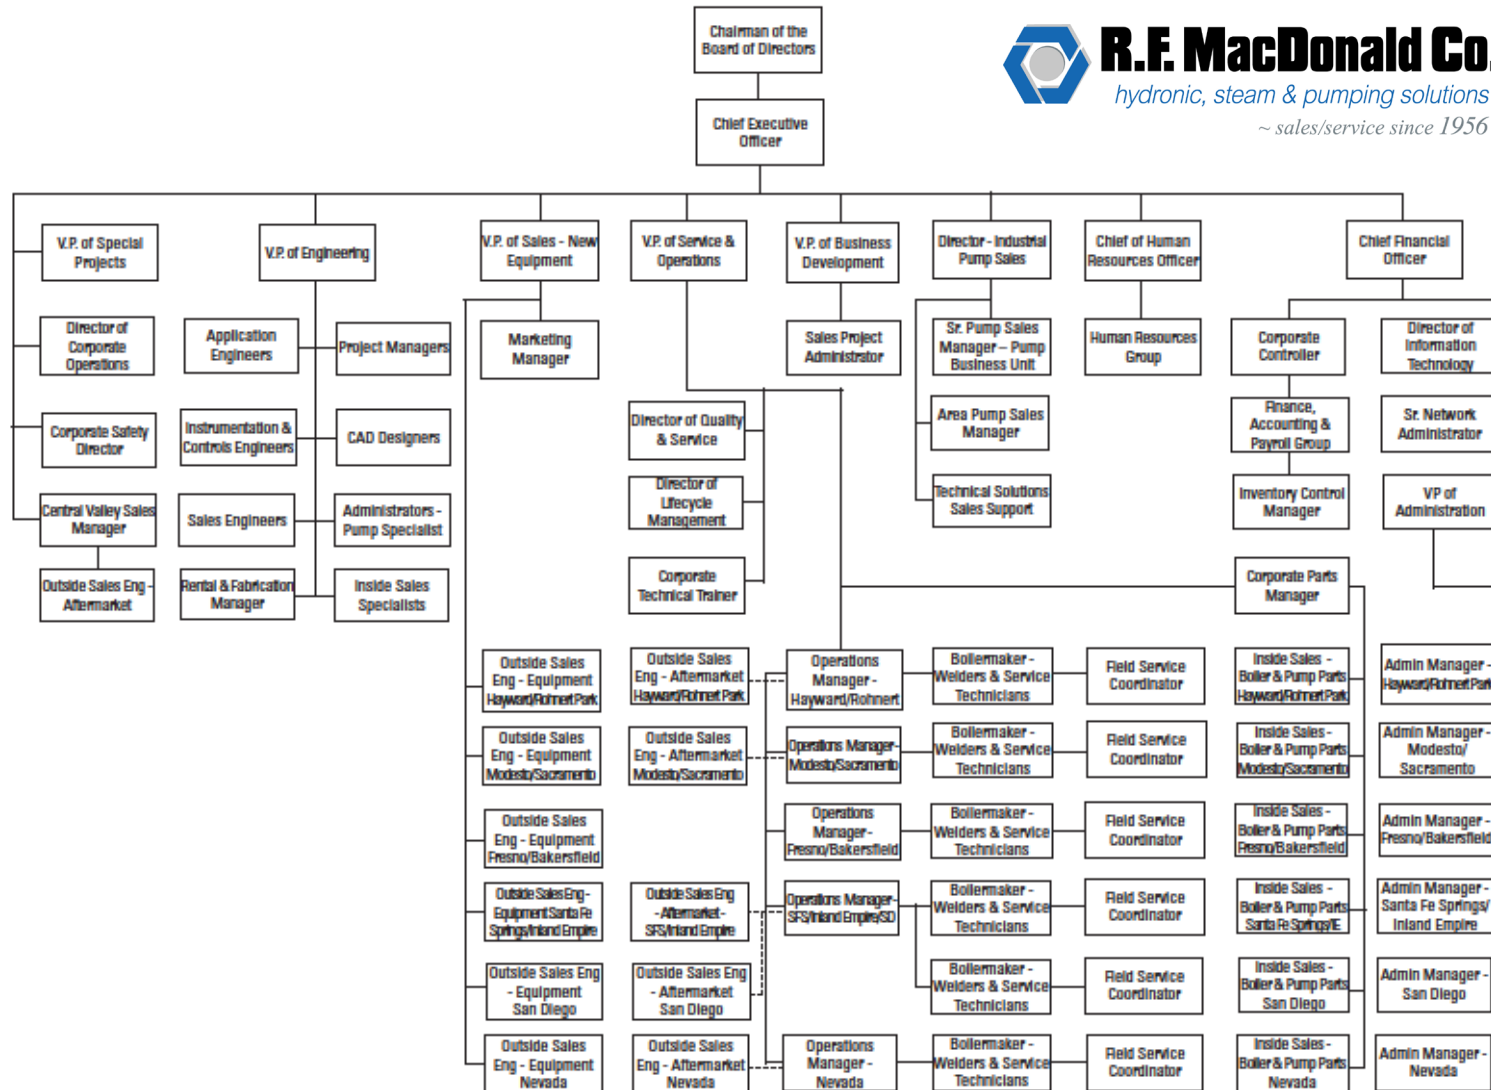 Chairman of the
Board of Directors
R.F. MacDonald Co.
hydronic, steam & pumping solutions
~ sales/service since 1956
Chief Executive
Officer
V.P. of Special
Projects
V.P. of Engineering
V.P. of Sales - New
Equipment
V.P. of Service &
Operations
V.P. of Business
Development
Director - Industrial
Pump Sales
Chief of Human
Resources Officer
Chief Financial
Officer
Director of
Corporate
Operations
Application
Engineers
Project Managers
Marketing
Manager
Sales Project
Administrator
Sr. Pump Sales
Manager – Pump
Business Unit
Human Resources
Group
Corporate
Controller
Director of
Information
Technology
Corporate Safety
Director
Instrumentation &
Controls Engineers
CAD Designers
Director of Quality
& Service
Area Pump Sales
Manager
Finance,
Accounting &
Payroll Group
Sr. Network
Administrator
Central Valley Sales
Manager
Sales Engineers
Administrators -
Pump Specialist
Director of
Lifecycle
Management
Technical Solutions
Sales Support
Inventory Control
Manager
VP of
Administration
Outside Sales Eng -
Aftermarket
Rental & Fabrication
Manager
Inside Sales
Specialists
Corporate
Technical Trainer
Corporate Parts
Manager
Outside Sales
Eng - Equipment
Hayward/Rohnert Park
Outside Sales
Eng - Aftermarket
Hayward/Rohnert Park
Operations
Manager -
Hayward/Rohnert
Boilermaker -
Welders & Service
Technicians
Field Service
Coordinator
Inside Sales -
Boiler & Pump Parts
Hayward/Rohnert Park
Admin Manager -
Hayward/Rohnert Park
Outside Sales
Eng - Equipment
Modesto/Sacramento
Outside Sales
Eng - Aftermarket
Modesto/Sacramento
Operations Manager-
Modesto/Sacramento
Boilermaker -
Welders & Service
Technicians
Field Service
Coordinator
Inside Sales -
Boiler & Pump Parts
Modesto/Sacramento
Admin Manager -
Modesto/
Sacramento
Outside Sales
Eng - Equipment
Fresno/Bakersfield
Operations
Manager -
Fresno/Bakersfield
Boilermaker -
Welders & Service
Technicians
Field Service
Coordinator
Inside Sales -
Boiler & Pump Parts
Fresno/Bakersfield
Admin Manager -
Fresno/Bakersfield
Outside Sales Eng -
Equipment Santa Fe
Springs/Inland Empire
Outside Sales Eng
- Aftermarket -
SFS/Inland Empire
Operations Manager-
SFS/Inland Empire/SD
Boilermaker -
Welders & Service
Technicians
Field Service
Coordinator
Inside Sales -
Boiler & Pump Parts
Santa Fe Springs/IE
Admin Manager -
Santa Fe Springs/
Inland Empire
Outside Sales Eng
- Equipment
San Diego
Outside Sales Eng
- Aftermarket
San Diego
Boilermaker -
Welders & Service
Technicians
Field Service
Coordinator
Inside Sales -
Boiler & Pump Parts
San Diego
Admin Manager -
San Diego
Outside Sales
Eng - Equipment
Nevada
Outside Sales
Eng - Aftermarket
Nevada
Operations
Manager -
Nevada
Boilermaker -
Welders & Service
Technicians
Field Service
Coordinator
Inside Sales -
Boiler & Pump Parts
Nevada
Admin Manager -
Nevada